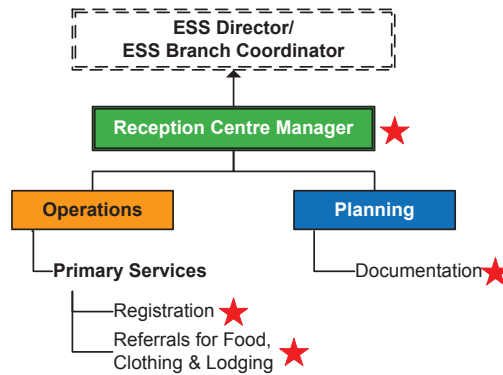 ESS Director/
ESS Branch Coordinator
Reception Centre Manager
Operations
Planning
Primary Services
Documentation
Registration
Referrals for Food,
Clothing & Lodging